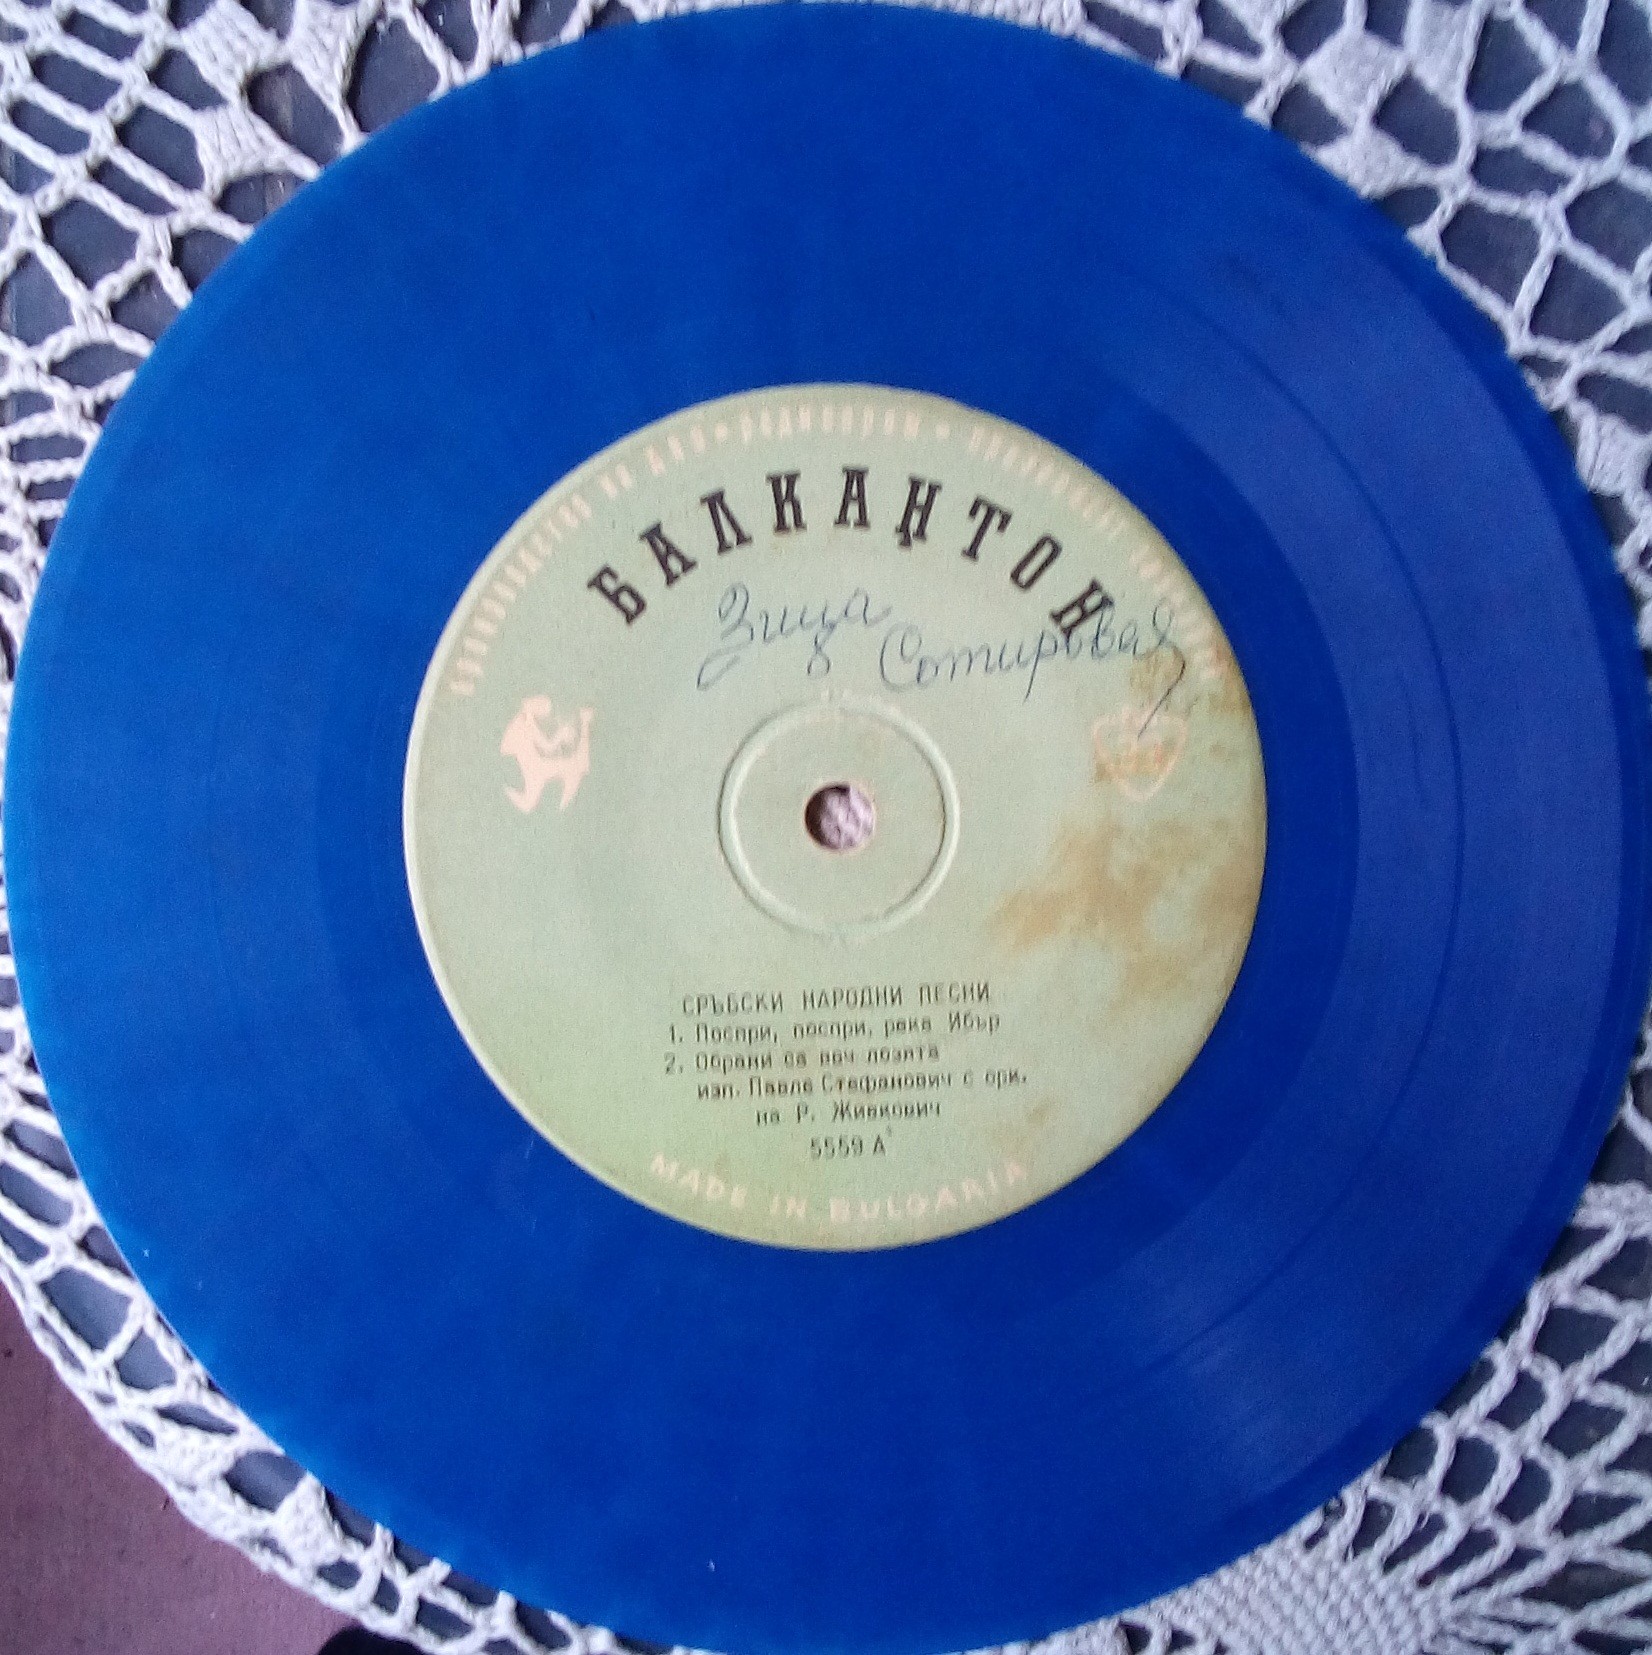 БАЛКАНТОН
Сотирова
СРЪБСКИ НАРОДНИ ПЕСНИ
1. Поспри, поспри, река Ибър
2. Обрани са веч лозята
изп. Павле Стефанович с орк.
на Р. Живкович
5559 А
MADE IN BULGARIA